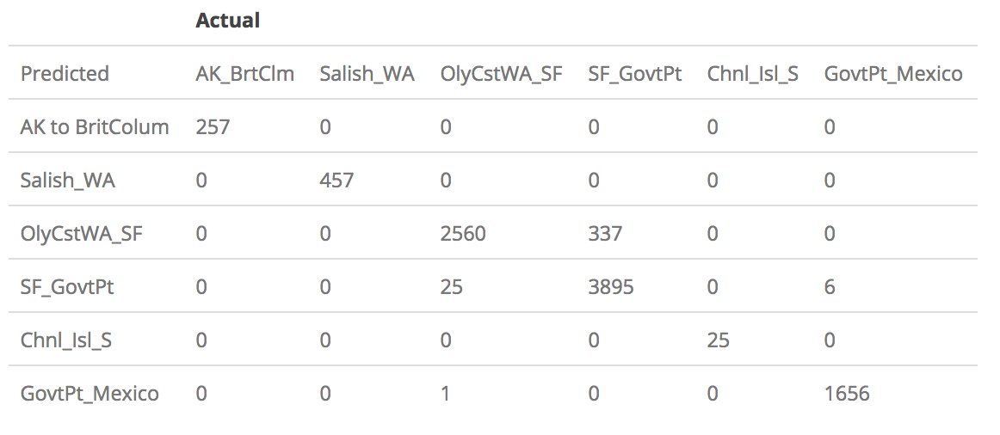 Actual
Predicted AK_BrtClm Salish_WA OlyCstWA_SF SF_GovtPt Chnl_Isl_S GovtPt_Mexico
AK to BritColum 257 0 0 0 0 0
Salish_WA 0 457 0 0 0 0
OlyCstWA_SF 0 0 2560 337 0 0
SF_GovtPt 0 0 25 3895 0 6
Chnl_Isl_S 0 0 0 0 25 0
GovtPt_Mexico 0 0 1 0 0 1656